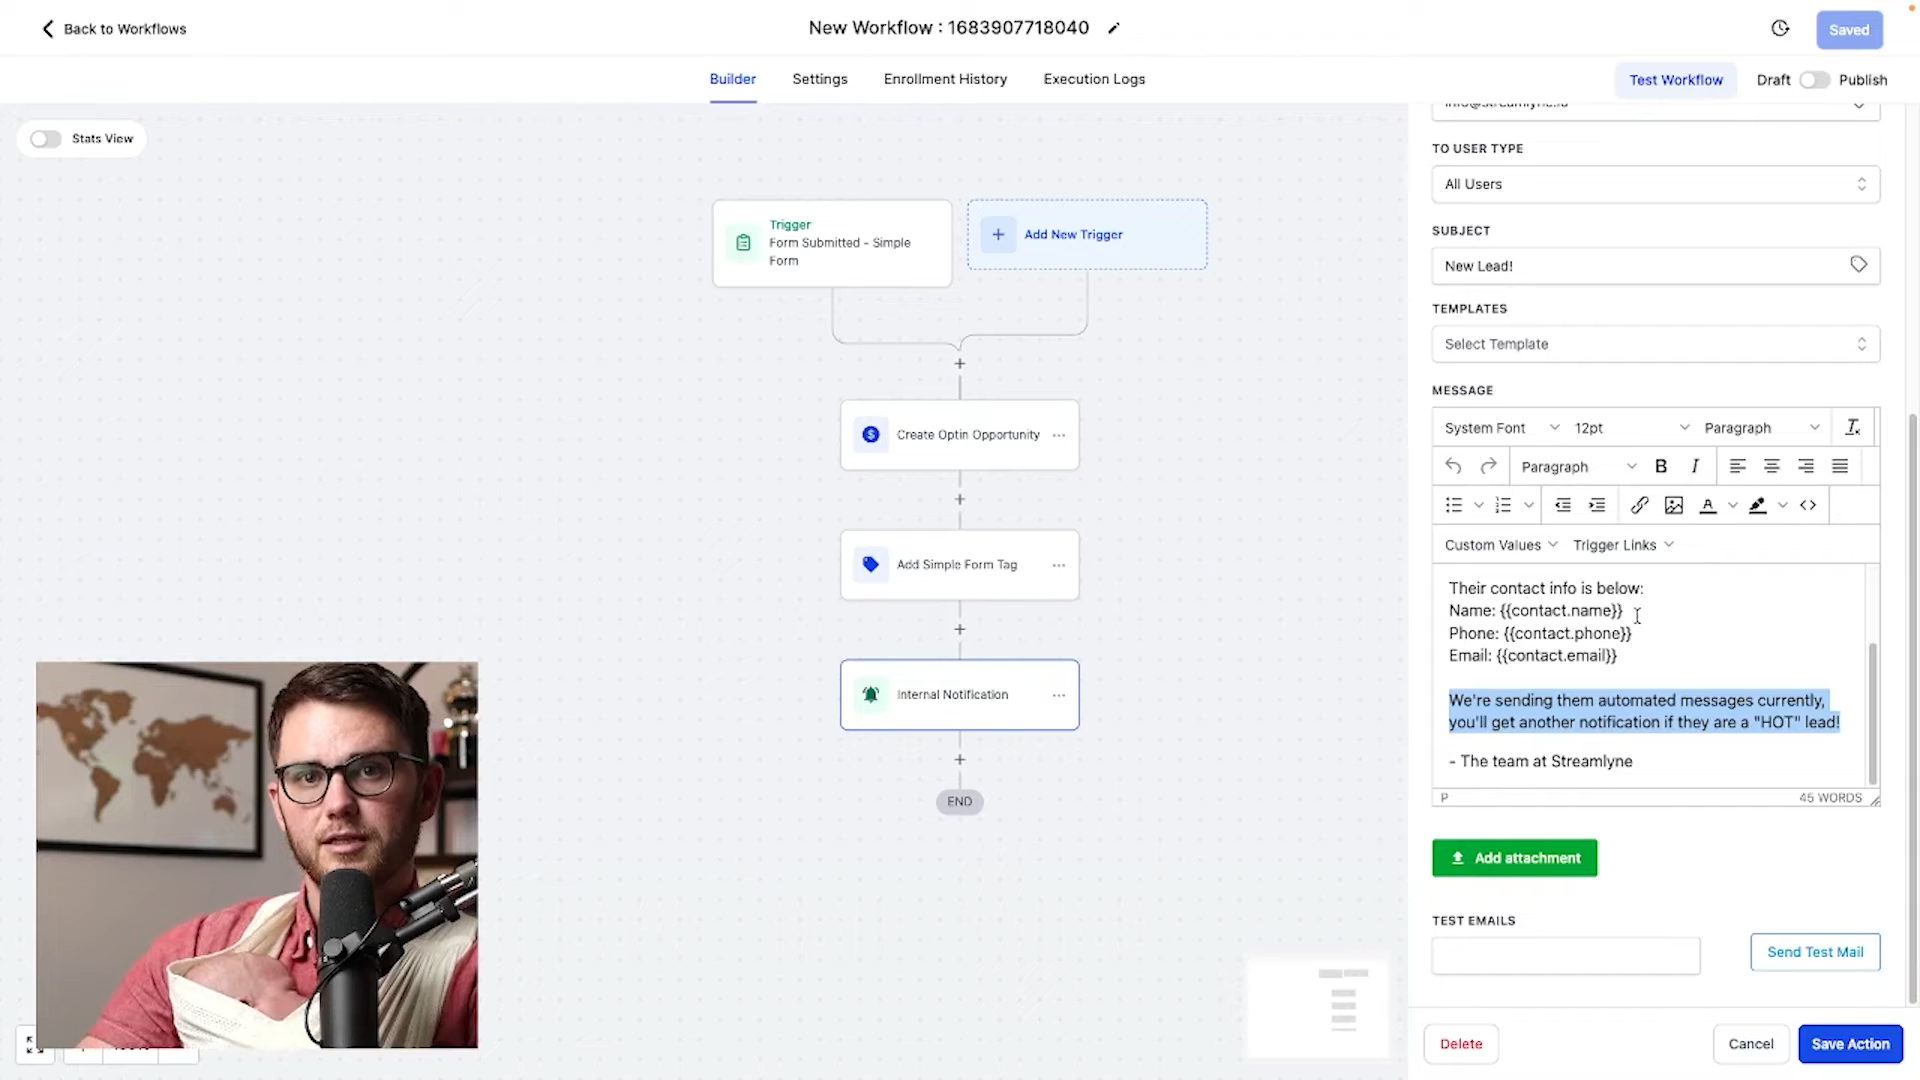 Back to Workflows
New Workflow : 1683907718040
Saved
Builder
Settings
Enrollment History
Execution Logs
Test Workflow
Draft
Publish
Stats View
Trigger
Form Submitted - Simple
Form
Add New Trigger
Create Optin Opportunity
Add Simple Form Tag
Internal Notification
END
TO USER TYPE
All Users
SUBJECT
New Lead!
TEMPLATES
Select Template
MESSAGE
System Font
12pt
Paragraph
Paragraph
B
I
A
Custom Values
Trigger Links
Their contact info is below:
Name: {{contact.name}}
Phone: {{contact.phone}}
Email: {{contact.email}}
We're sending them automated messages currently,
you'll get another notification if they are a "HOT" lead!
- The team at Streamlyne
P
45 WORDS
Add attachment
TEST EMAILS
Send Test Mail
Delete
Cancel
Save Action